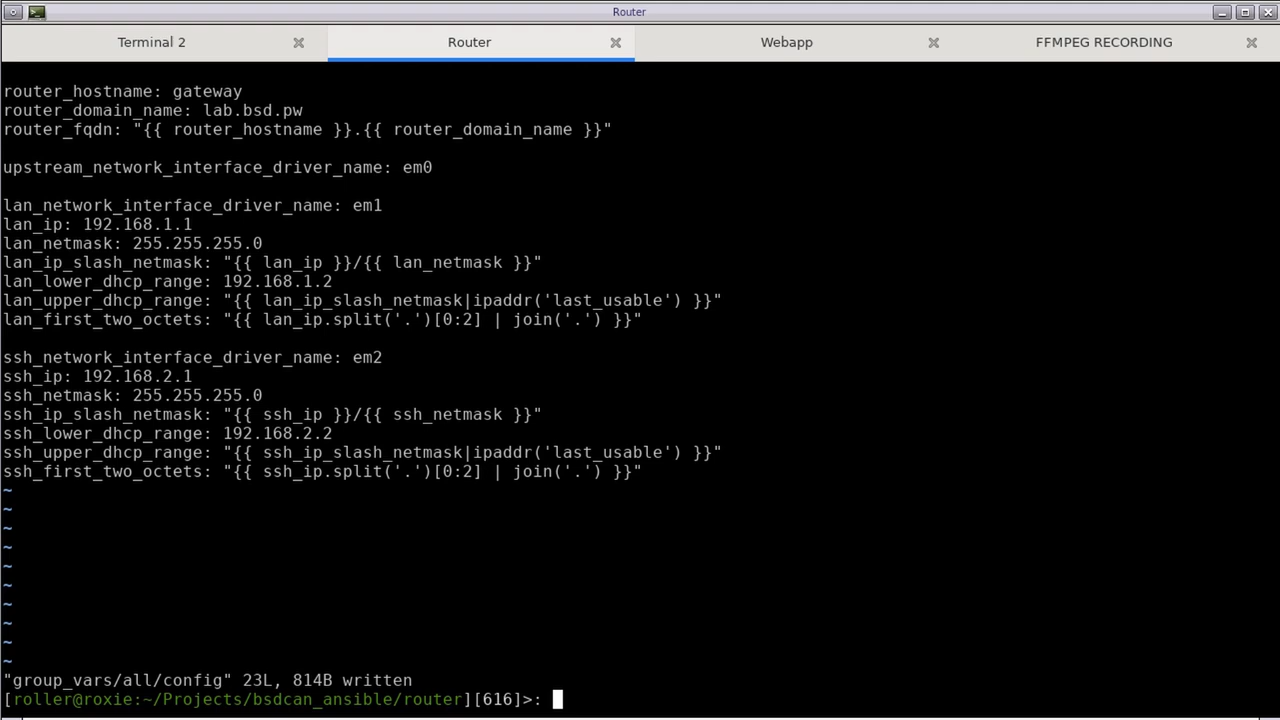 Router
Terminal 2
Router
Webapp
FFMPEG RECORDING
router_hostname: gateway
router_domain_name: lab.bsd.pw
router_fqdn: "{{ router_hostname }}.{{ router_domain_name }}"
upstream_network_interface_driver_name: em0
lan_network_interface_driver_name: em1
lan_ip: 192.168.1.1
lan_netmask: 255.255.255.0
lan_ip_slash_netmask: "{{ lan_ip }}/{{ lan_netmask }}"
lan_lower_dhcp_range: 192.168.1.2
lan_upper_dhcp_range: "{{ lan_ip_slash_netmask|ipaddr('last_usable') }}"
lan_first_two_octets: "{{ lan_ip.split('.')[0:2] | join('.') }}"
ssh_network_interface_driver_name: em2
ssh_ip: 192.168.2.1
ssh_netmask: 255.255.255.0
ssh_ip_slash_netmask: "{{ ssh_ip }}/{{ ssh_netmask }}"
ssh_lower_dhcp_range: 192.168.2.2
ssh_upper_dhcp_range: "{{ ssh_ip_slash_netmask|ipaddr('last_usable') }}"
ssh_first_two_octets: "{{ ssh_ip.split('.')[0:2] | join('.') }}"
~
~
~
~
~
~
~
~
~
~
"group_vars/all/config" 23L, 814B written
[roller@roxie:~/Projects/bsdcan_ansible/router][616]>: